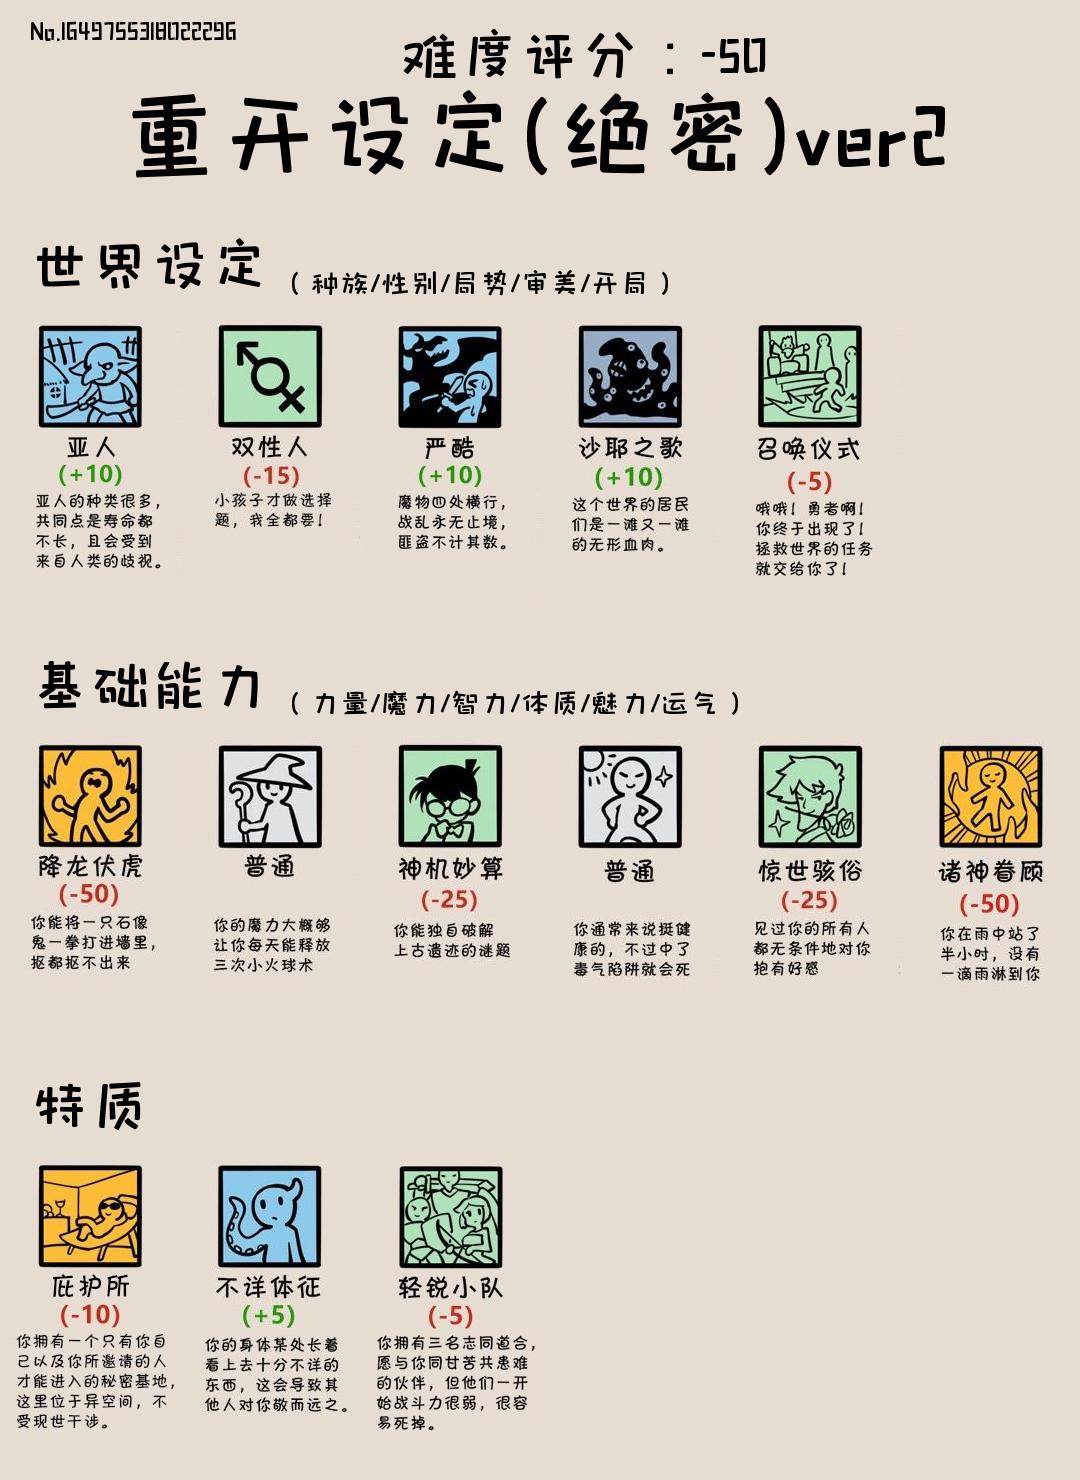 No.1649755318022296
难度评分：-50
重开设定(绝密)ver2
世界设定（种族/性别/局势/审美/开局）
亚人
(+10)
亚人的种类很多，
共同点是寿命都
不长，且会受到
来自人类的歧视。
双性人
(-15)
小孩子才做选择
题，我全都要！
严酷
(+10)
魔物四处横行，
战乱永无止境，
匪盗不计其数。
沙耶之歌
(+10)
这个世界的居民
们是一滩又一滩
的无形血肉。
召唤仪式
(-5)
哦哦！勇者啊！
你终于出现了！
拯救世界的任务
就交给你了！
基础能力（力量/魔力/智力/体质/魅力/运气）
降龙伏虎
(-50)
你能将一只石像
鬼一拳打进墙里，
抠都抠不出来
普通
你的魔力大概够
让你每天能释放
三次小火球术
神机妙算
(-25)
你能独自破解
上古遗迹的谜题
普通
你通常来说挺健
康的，不过中了
毒气陷阱就会死
惊世骇俗
(-25)
见过你的所有人
都无条件地对你
抱有好感
诸神眷顾
(-50)
你在雨中站了
半小时，没有
一滴雨淋到你
特质
庇护所
(-10)
你拥有一个只有你自
己以及你所邀请的人
才能进入的秘密基地，
这里位于异空间，不
受现世干涉。
不详体征
(+5)
你的身体某处长着
看上去十分不详的
东西，这会导致其
他人对你敬而远之。
轻锐小队
(-5)
你拥有三名志同道合，
愿与你同甘苦共患难
的伙伴，但他们一开
始战斗力很弱，很容
易死掉。